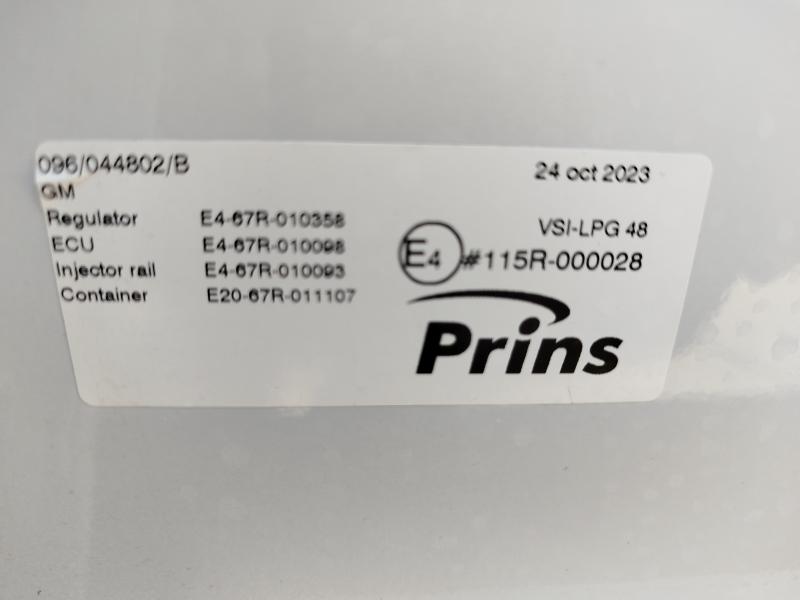 096/044802/B
24 oct 2023
GM
Regulator E4-67R-010358
VSI-LPG 48
ECU E4-67R-010098
E4 #115R-000028
Injector rail E4-67R-010093
Container E20-67R-011107
Prins